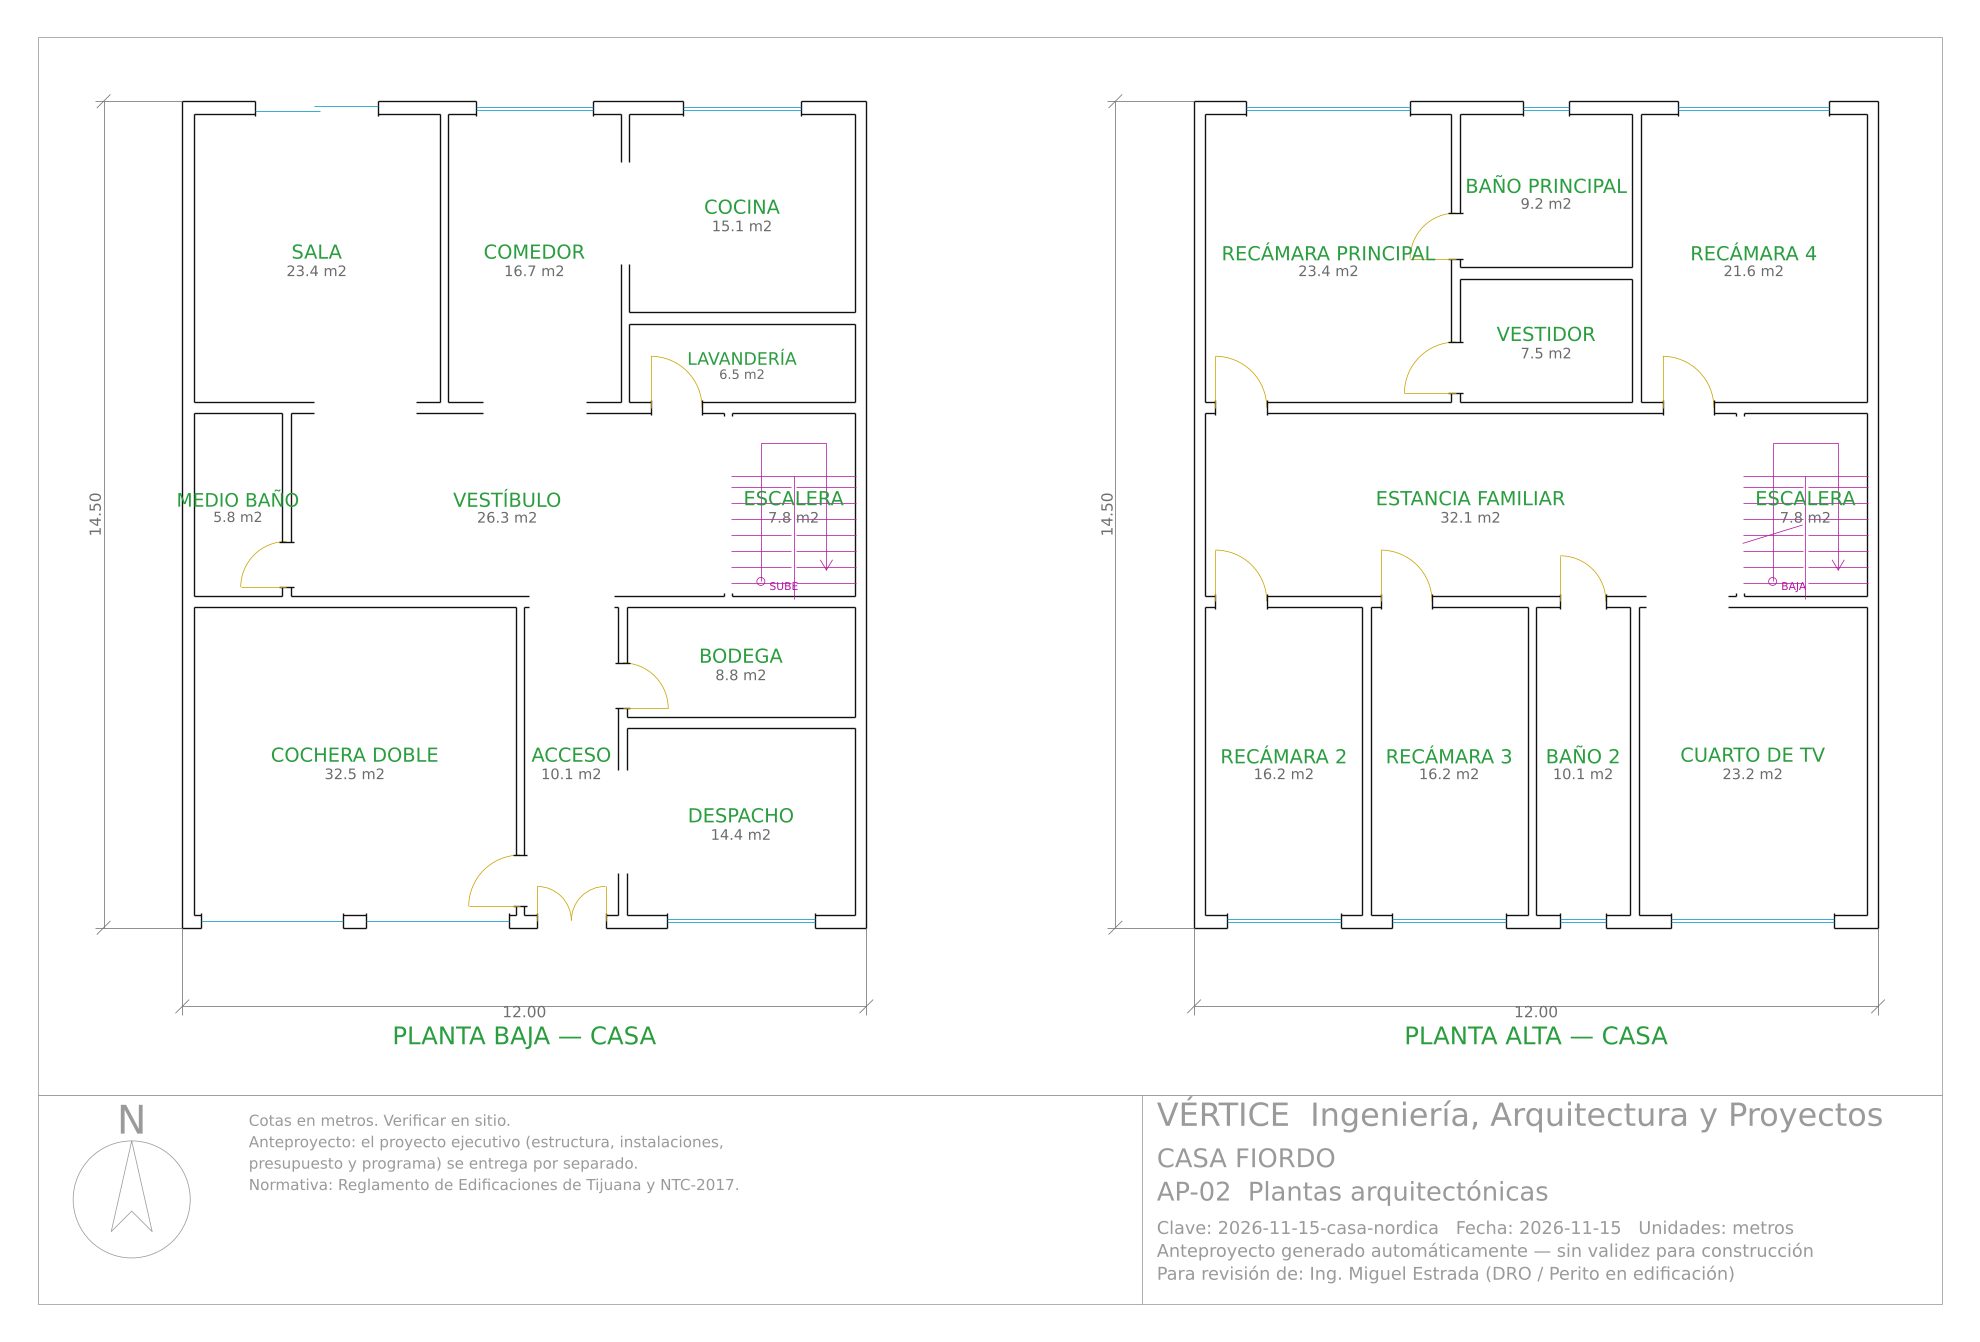 SALA
23.4 m2
COMEDOR
16.7 m2
COCINA
15.1 m2
LAVANDERÍA
6.5 m2
MEDIO BAÑO
5.8 m2
VESTÍBULO
26.3 m2
ESCALERA
7.8 m2
SUBE
COCHERA DOBLE
32.5 m2
ACCESO
10.1 m2
BODEGA
8.8 m2
DESPACHO
14.4 m2
14.50
12.00
PLANTA BAJA — CASA
RECÁMARA PRINCIPAL
23.4 m2
BAÑO PRINCIPAL
9.2 m2
VESTIDOR
7.5 m2
RECÁMARA 4
21.6 m2
ESTANCIA FAMILIAR
32.1 m2
ESCALERA
7.8 m2
BAJA
RECÁMARA 2
16.2 m2
RECÁMARA 3
16.2 m2
BAÑO 2
10.1 m2
CUARTO DE TV
23.2 m2
14.50
12.00
PLANTA ALTA — CASA
N
Cotas en metros. Verificar en sitio.
Anteproyecto: el proyecto ejecutivo (estructura, instalaciones,
presupuesto y programa) se entrega por separado.
Normativa: Reglamento de Edificaciones de Tijuana y NTC-2017.
VÉRTICE  Ingeniería, Arquitectura y Proyectos
CASA FIORDO
AP-02  Plantas arquitectónicas
Clave: 2026-11-15-casa-nordica   Fecha: 2026-11-15   Unidades: metros
Anteproyecto generado automáticamente — sin validez para construcción
Para revisión de: Ing. Miguel Estrada (DRO / Perito en edificación)